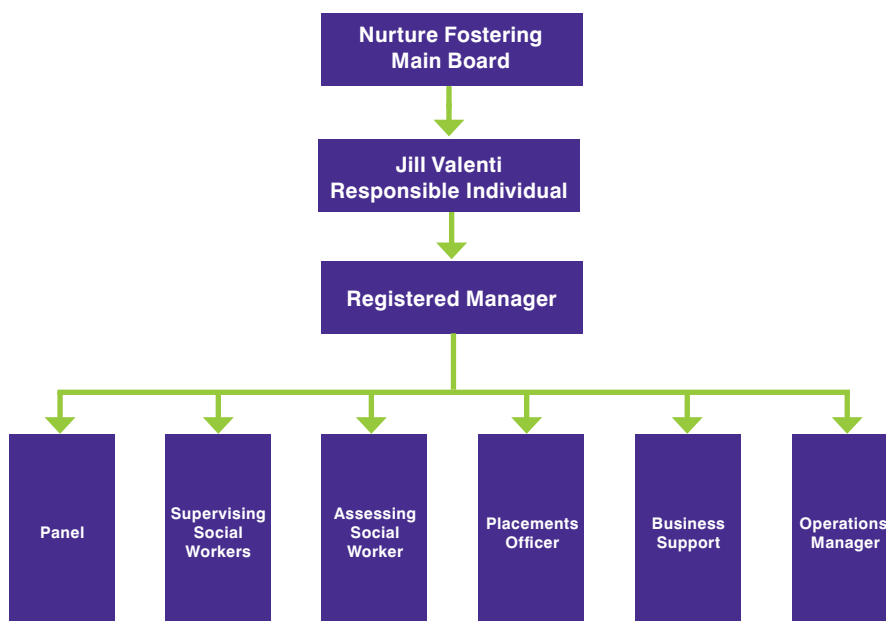 Nurture Fostering
Main Board
Jill Valenti
Responsible Individual
Registered Manager
Panel
Supervising
Social
Workers
Assessing
Social
Worker
Placements
Officer
Business
Support
Operations
Manager